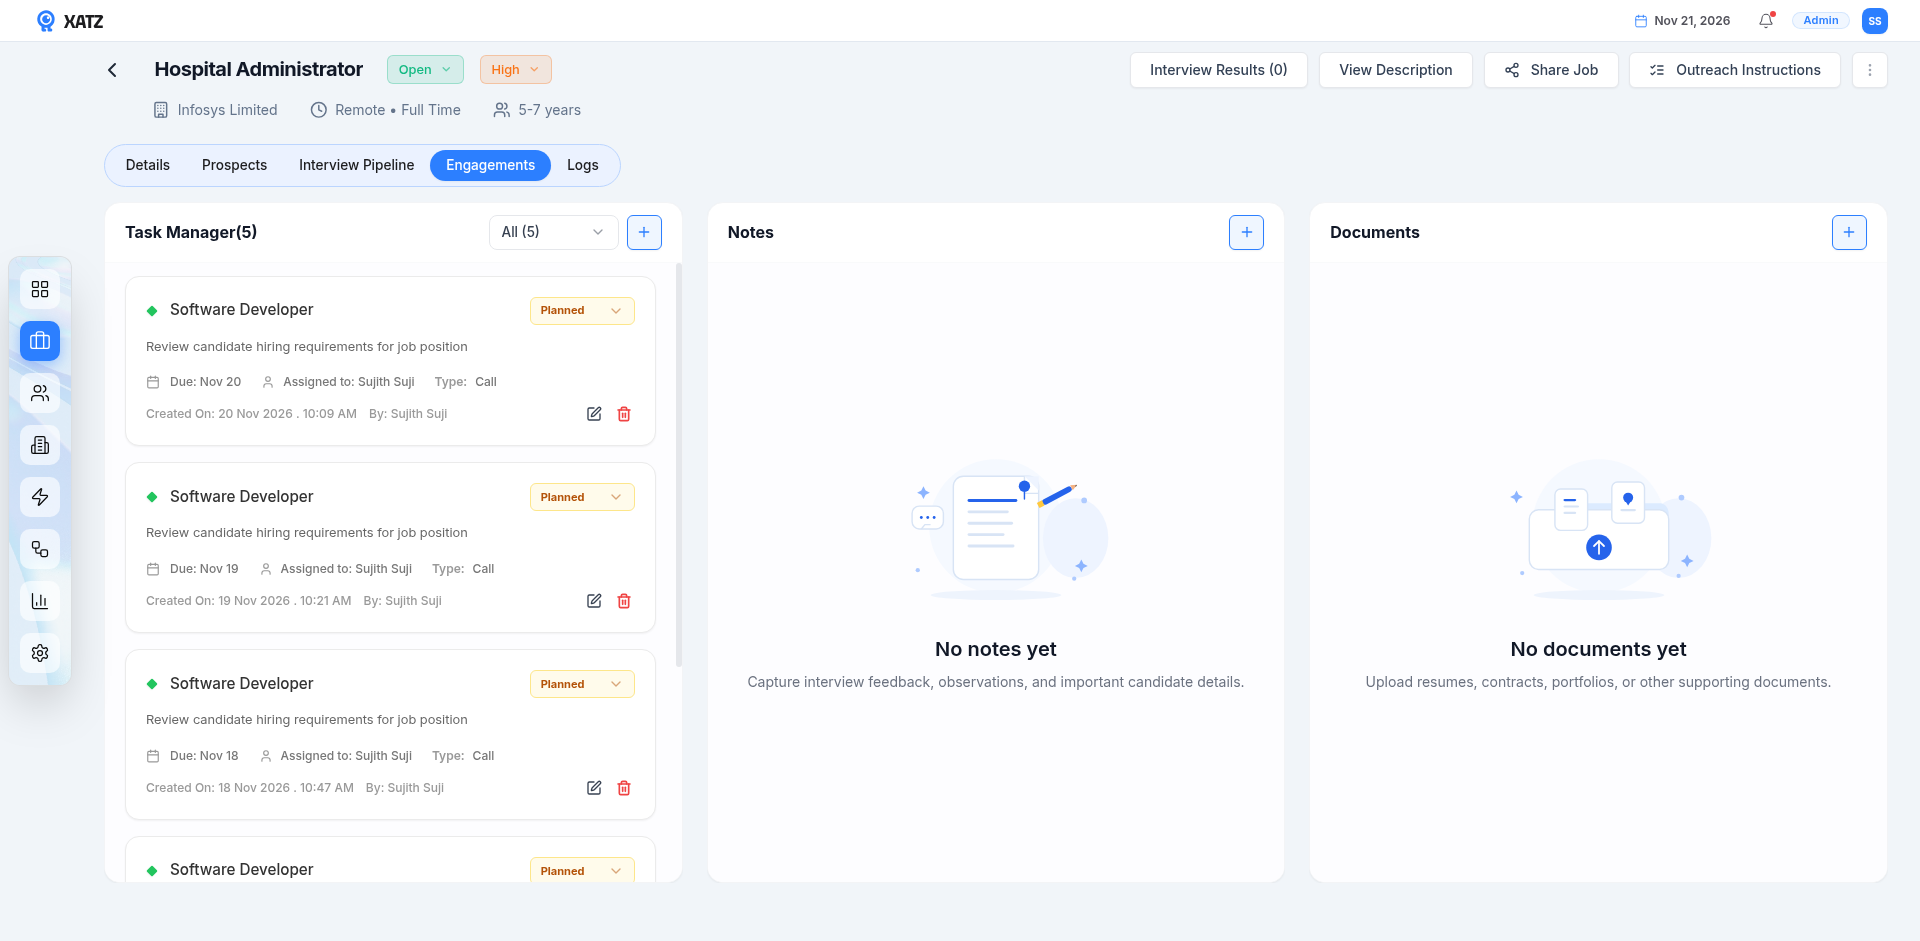 XATZ
Nov 21, 2026
Admin
SS
Hospital Administrator
Open
High
Interview Results (0)
View Description
Share Job
Outreach Instructions
Infosys Limited
Remote • Full Time
5-7 years
Details
Prospects
Interview Pipeline
Engagements
Logs
Task Manager(5)
All (5)
Software Developer
Planned
Review candidate hiring requirements for job position
Due: Nov 20 Assigned to: Sujith Suji Type: Call
Created On: 20 Nov 2026 . 10:09 AM By: Sujith Suji
Software Developer
Planned
Review candidate hiring requirements for job position
Due: Nov 19 Assigned to: Sujith Suji Type: Call
Created On: 19 Nov 2026 . 10:21 AM By: Sujith Suji
Software Developer
Planned
Review candidate hiring requirements for job position
Due: Nov 18 Assigned to: Sujith Suji Type: Call
Created On: 18 Nov 2026 . 10:47 AM By: Sujith Suji
Software Developer
Planned
Notes
No notes yet
Capture interview feedback, observations, and important candidate details.
Documents
No documents yet
Upload resumes, contracts, portfolios, or other supporting documents.